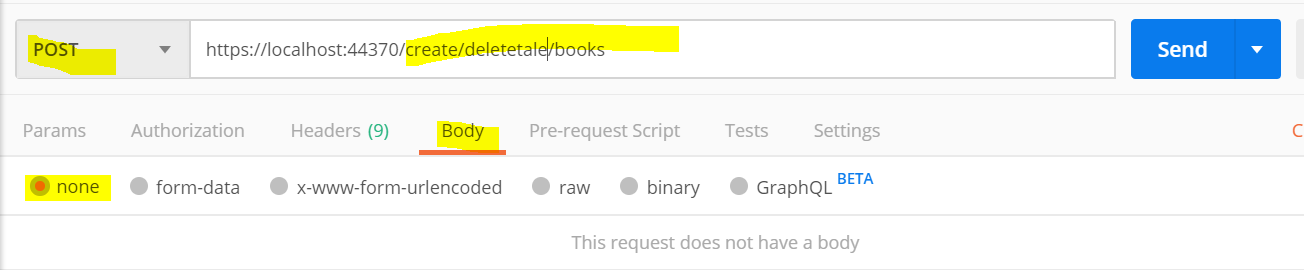 POST https://localhost:44370/create/deletetale/books Send
Params Authorization Headers (9) Body Pre-request Script Tests Settings C
none form-data x-www-form-urlencoded raw binary GraphQL BETA
This request does not have a body